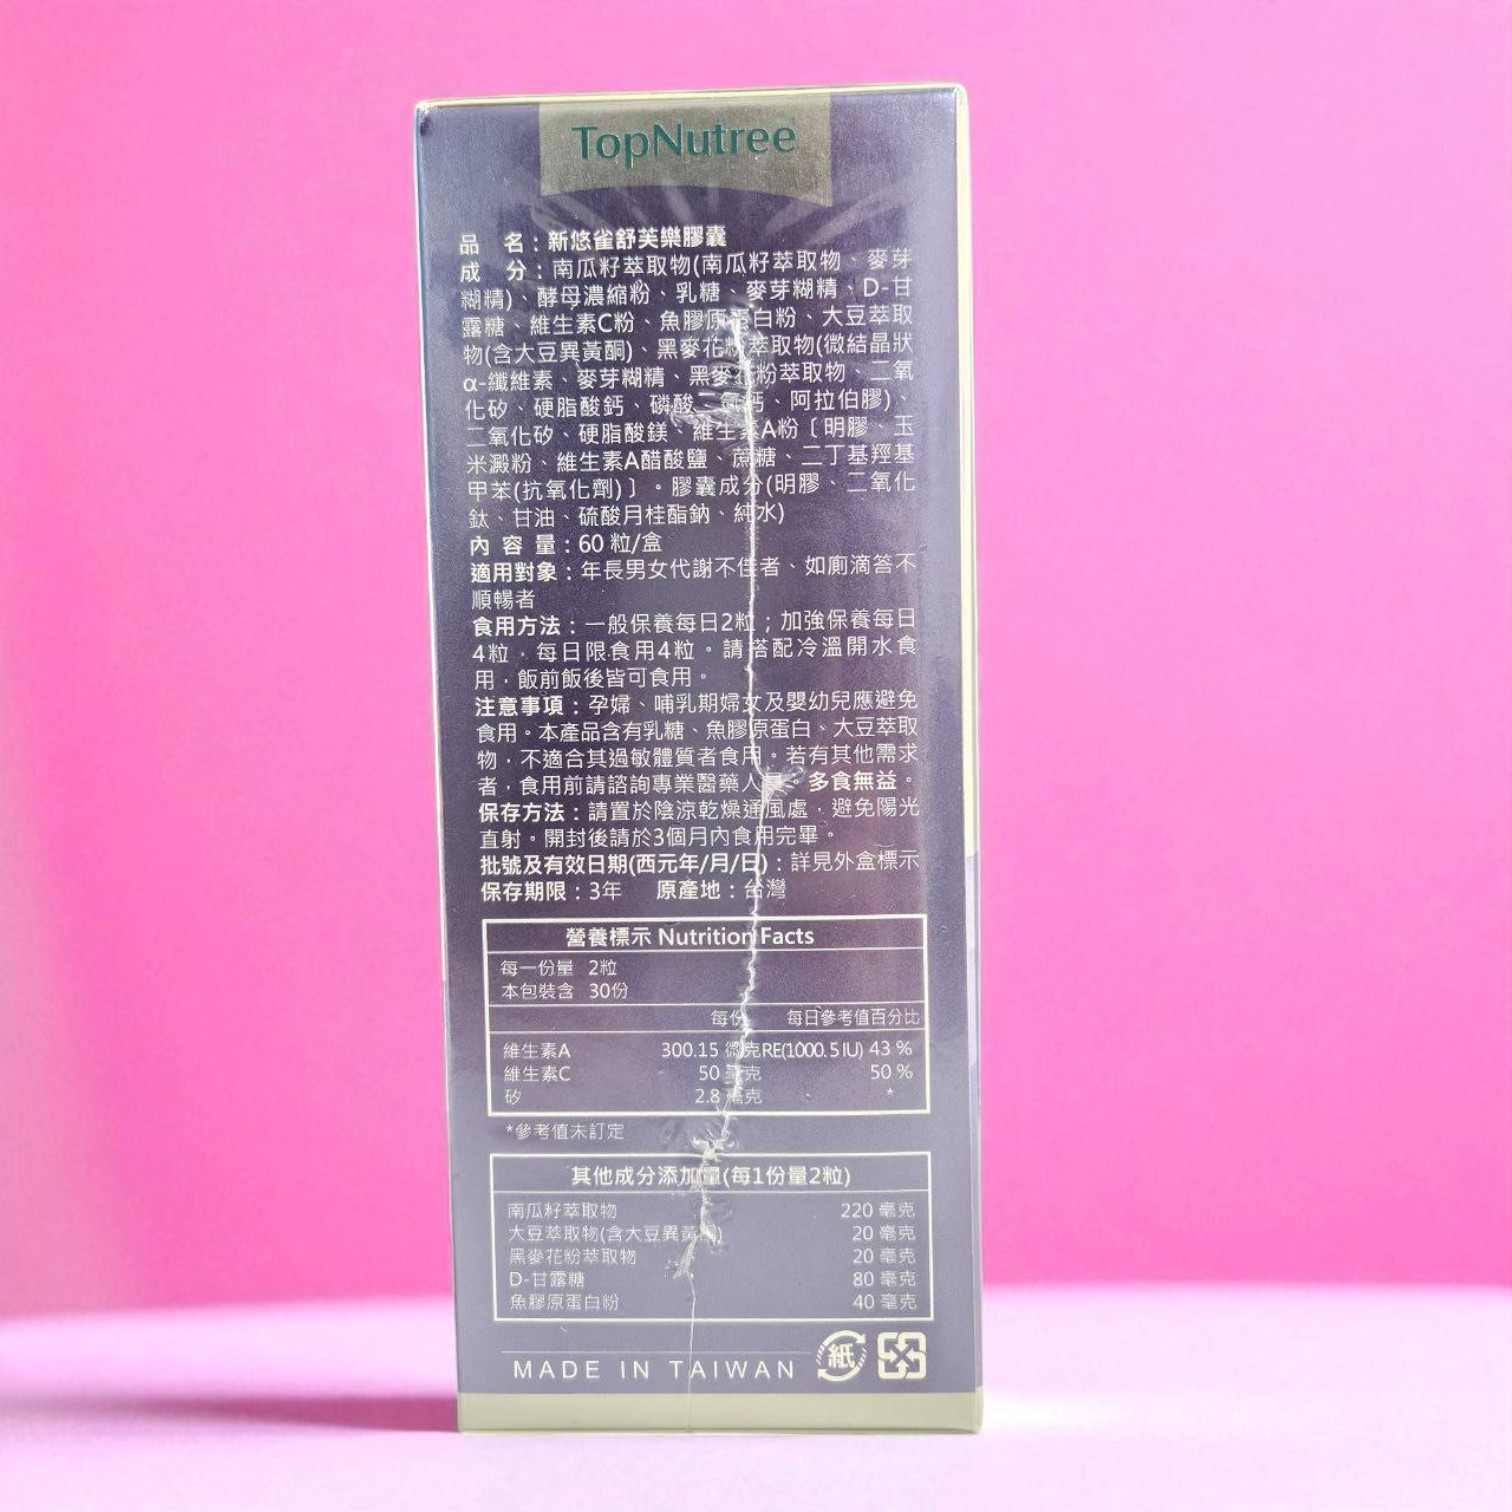 TopNutree
品 名：新悠雀舒芙樂膠囊
成 分：南瓜籽萃取物(南瓜籽萃取物、麥芽
糊精)、酵母濃縮粉、乳糖、麥芽糊精、D-甘
露糖、維生素C粉、魚膠原蛋白粉、大豆萃取
物(含大豆異黃酮)、黑麥花粉萃取物(微結晶狀
α-纖維素、麥芽糊精、黑麥花粉萃取物、二氧
化矽、硬脂酸鈣、磷酸三鈣、阿拉伯膠)、
二氧化矽、硬脂酸鎂、維生素A粉〔明膠、玉
米澱粉、維生素A醋酸鹽、蔗糖、二丁基羥基
甲苯(抗氧化劑)〕。膠囊成分(明膠、二氧化
鈦、甘油、硫酸月桂酯鈉、純水)
內 容 量：60 粒/盒
適用對象：年長男女代謝不佳者、如廁滴答不
順暢者
食用方法：一般保養每日2粒；加強保養每日
4粒，每日限食用4粒。請搭配冷溫開水食
用，飯前飯後皆可食用。
注意事項：孕婦、哺乳期婦女及嬰幼兒應避免
食用。本產品含有乳糖、魚膠原蛋白、大豆萃取
物，不適合其過敏體質者食用。若有其他需求
者，食用前請諮詢專業醫藥人員。多食無益。
保存方法：請置於陰涼乾燥通風處，避免陽光
直射。開封後請於3個月內食用完畢。
批號及有效日期(西元年/月/日)：詳見外盒標示
保存期限：3年 原產地：台灣
營養標示 Nutrition Facts
每一份量 2粒
本包裝含 30份
每份 每日參考值百分比
維生素A 300.15 微克RE(1000.5 IU) 43 %
維生素C 50 毫克 50 %
矽 2.8 毫克 *
*參考值未訂定
其他成分添加量(每1份量2粒)
南瓜籽萃取物 220 毫克
大豆萃取物(含大豆異黃酮) 20 毫克
黑麥花粉萃取物 20 毫克
D-甘露糖 80 毫克
魚膠原蛋白粉 40 毫克
MADE IN TAIWAN 紙